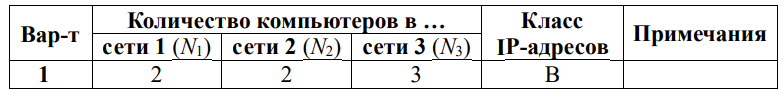 Вар-т Количество компьютеров в … Класс IP-адресов Примечания
сети 1 (N1) сети 2 (N2) сети 3 (N3)
1 2 2 3 B